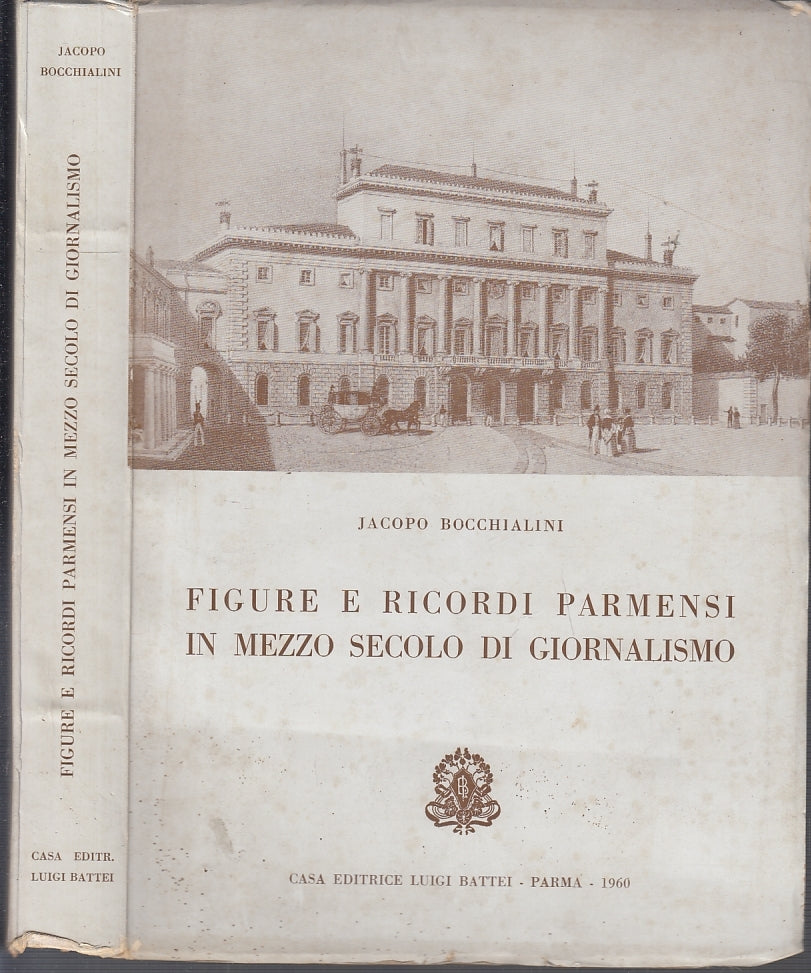 JACOPO
BOCCHIALINI
FIGURE E RICORDI PARMENSI IN MEZZO SECOLO DI GIORNALISMO
CASA EDITR.
LUIGI BATTEI
JACOPO BOCCHIALINI
FIGURE E RICORDI PARMENSI
IN MEZZO SECOLO DI GIORNALISMO
CASA EDITRICE LUIGI BATTEI - PARMA - 1960